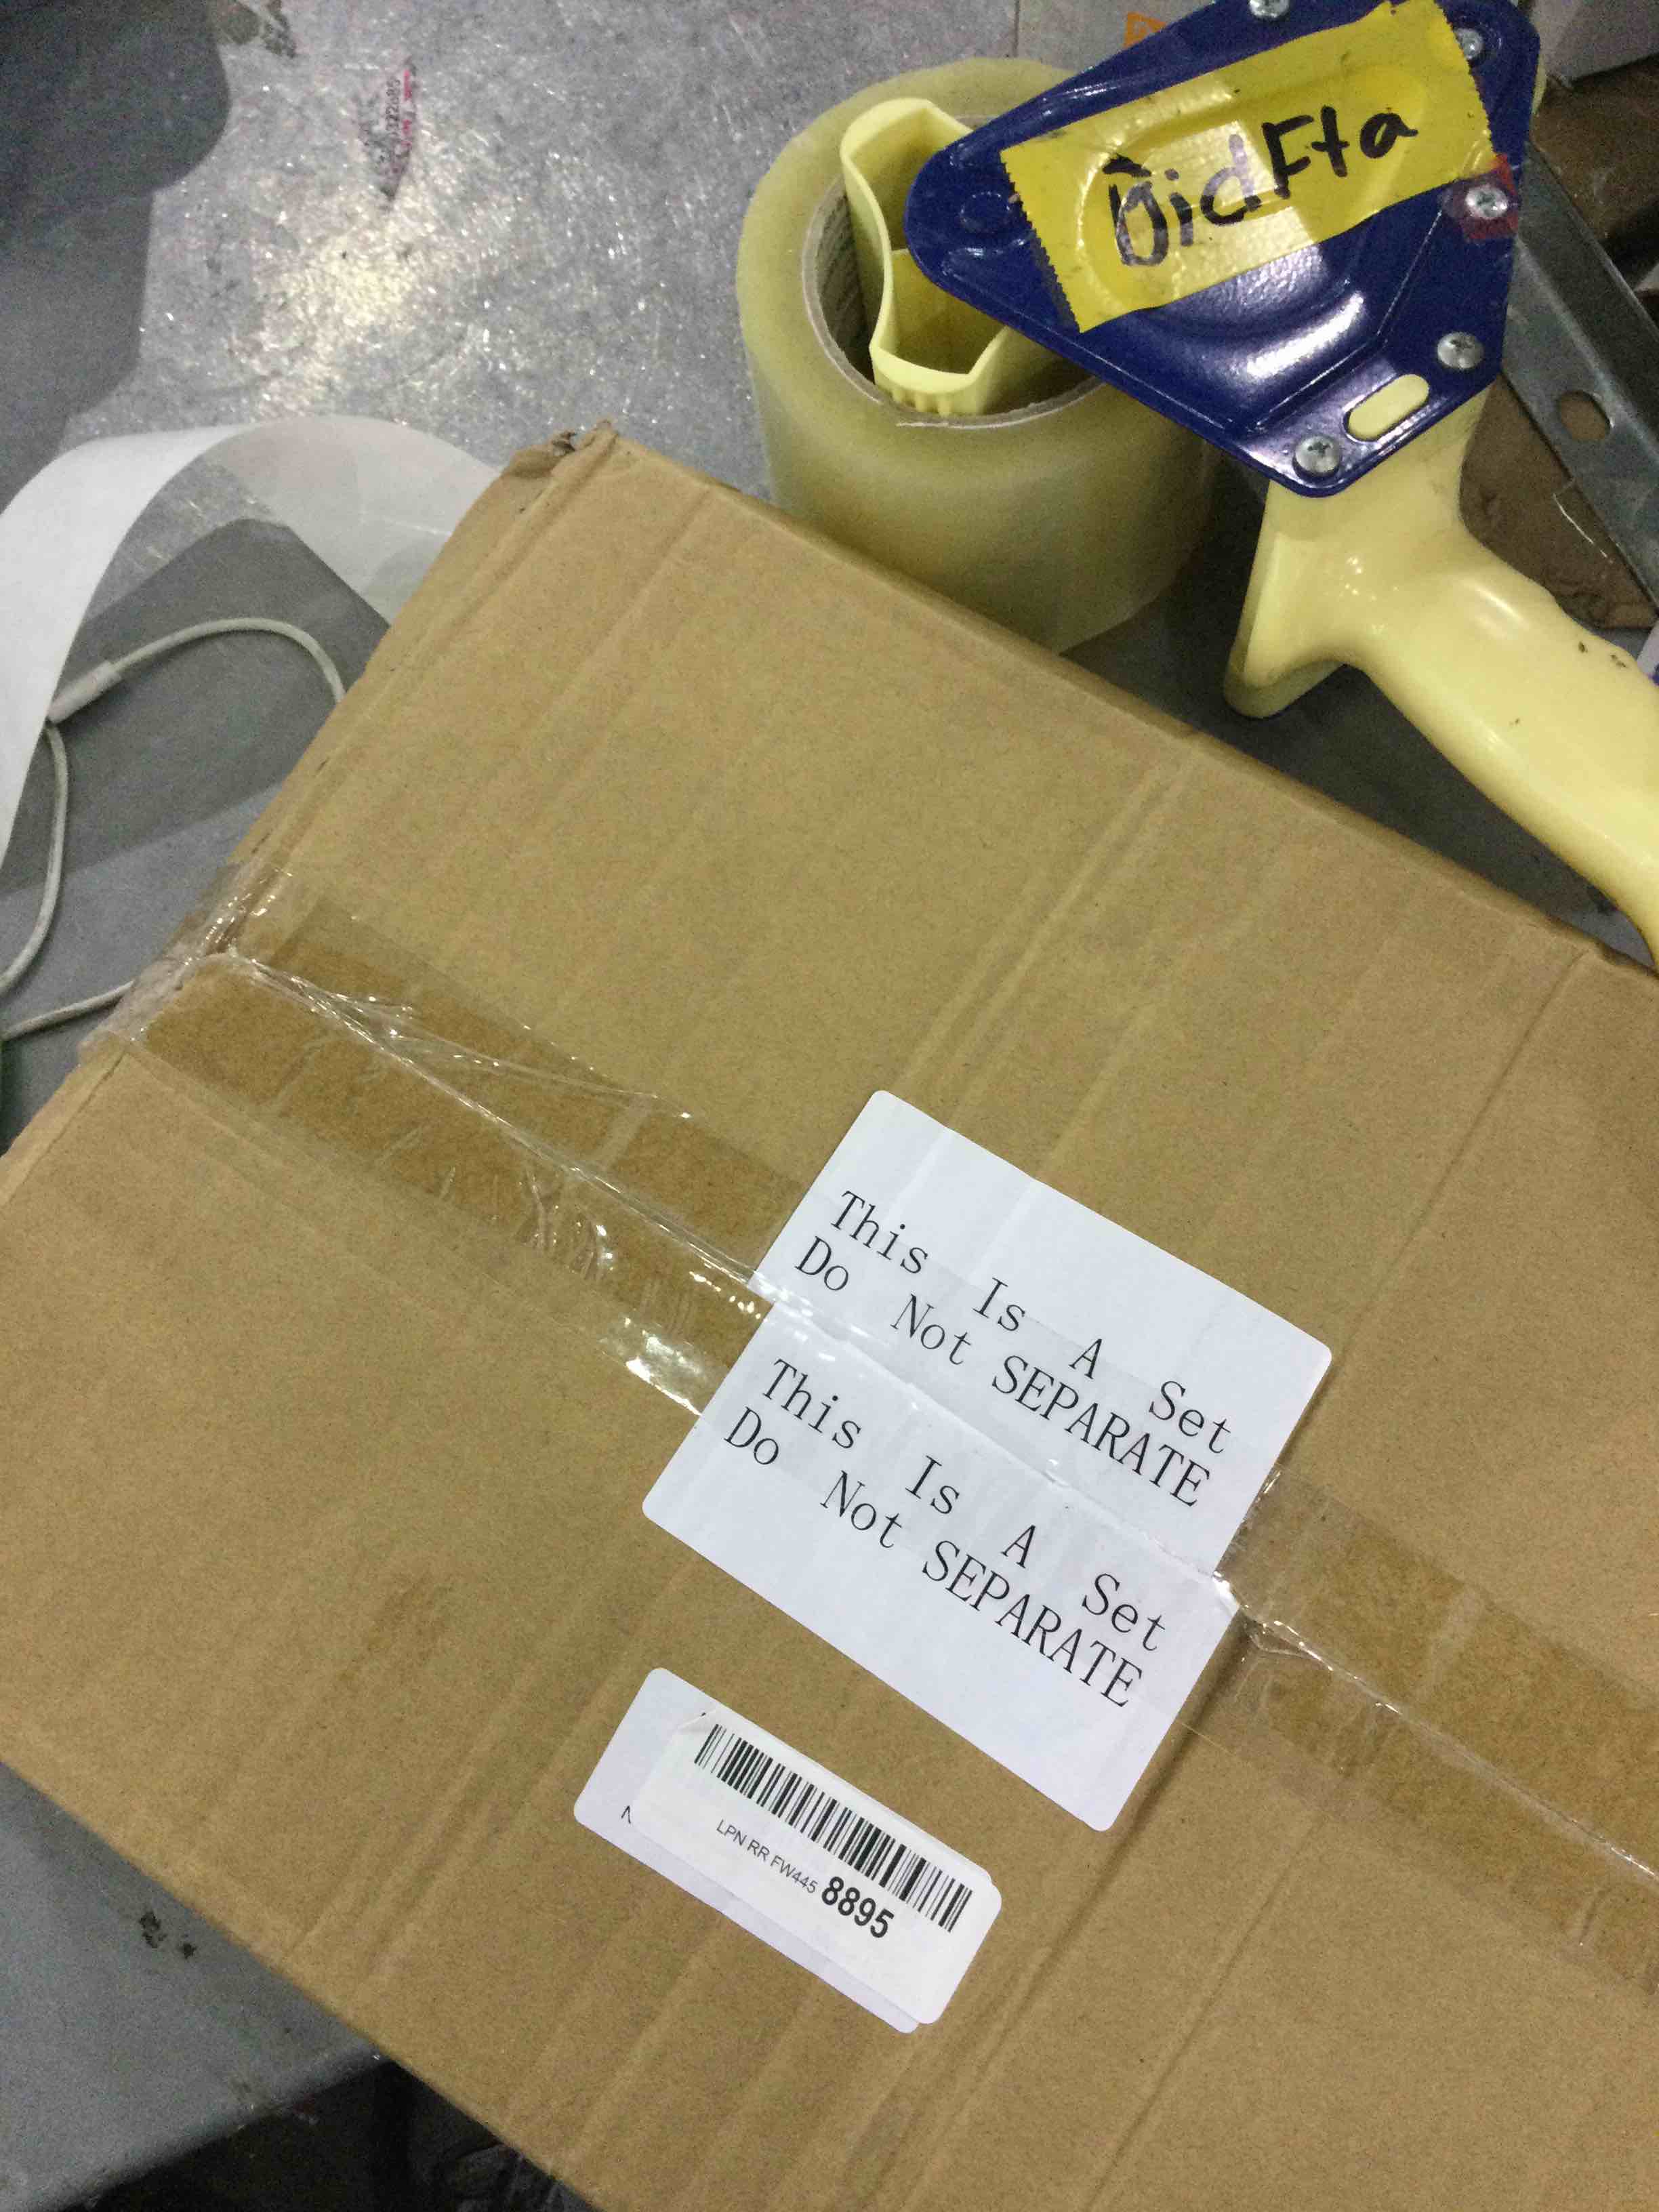 DidFta
This Is A Set
Do Not SEPARATE
This Is A Set
Do Not SEPARATE
LPN RR FW445 8895